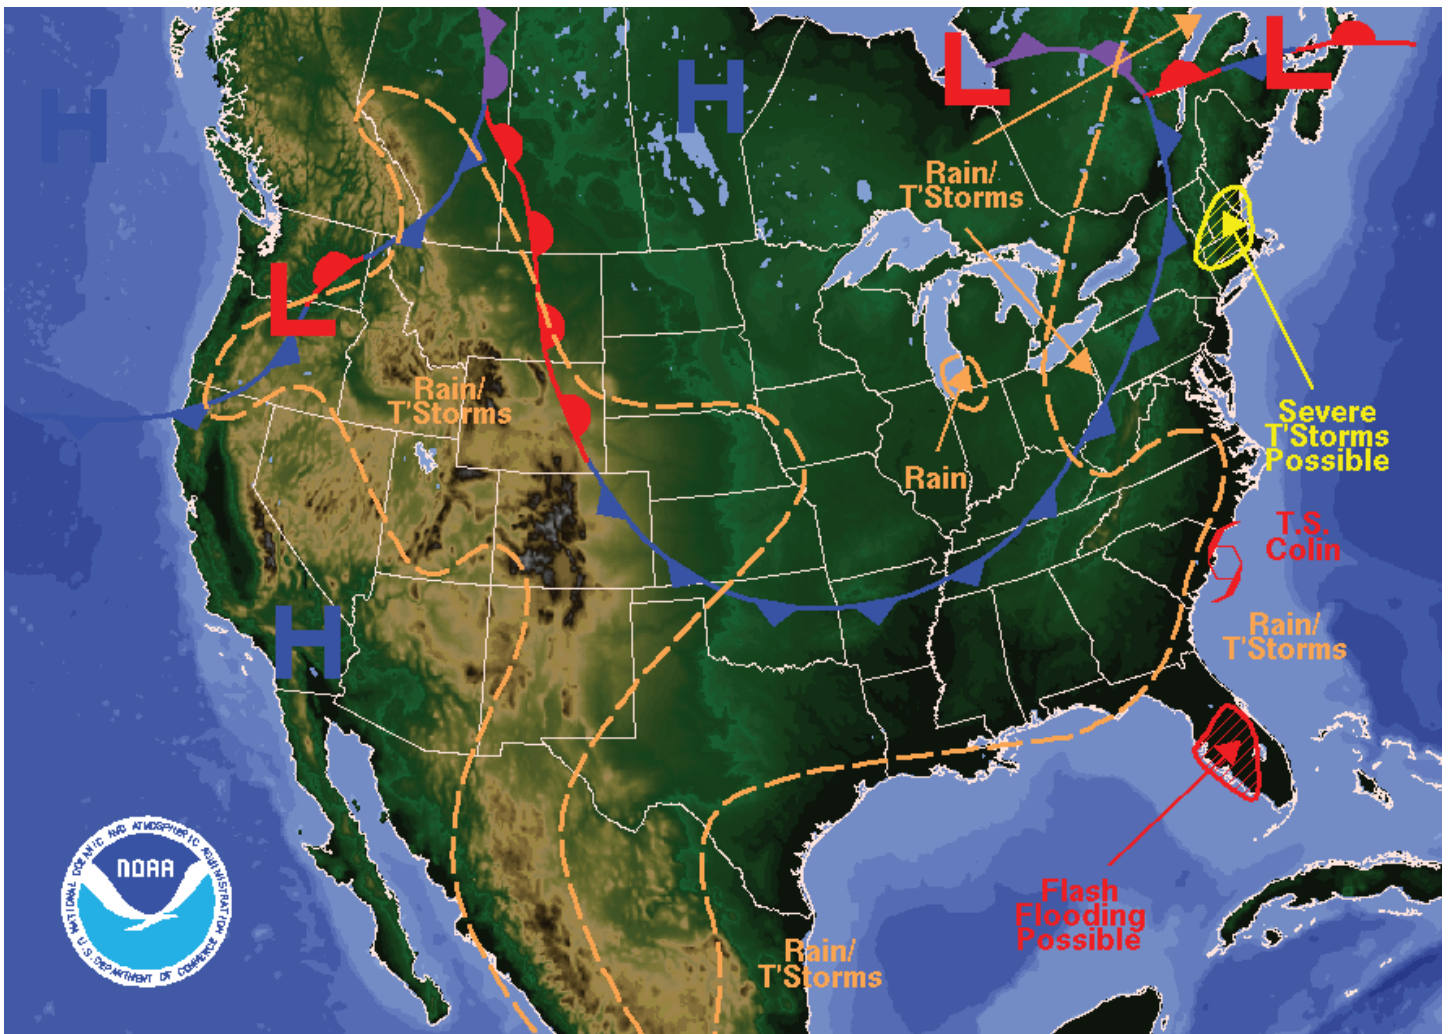 H
H
L
L
Rain/
T'Storms
L
Rain/
T'Storms
Severe
T'Storms
Possible
Rain
T.S.
Colin
H
Rain/
T'Storms
NATIONAL OCEANIC AND ATMOSPHERIC ADMINISTRATION
NOAA
U.S. DEPARTMENT OF COMMERCE
Flash
Flooding
Possible
Rain/
T'Storms